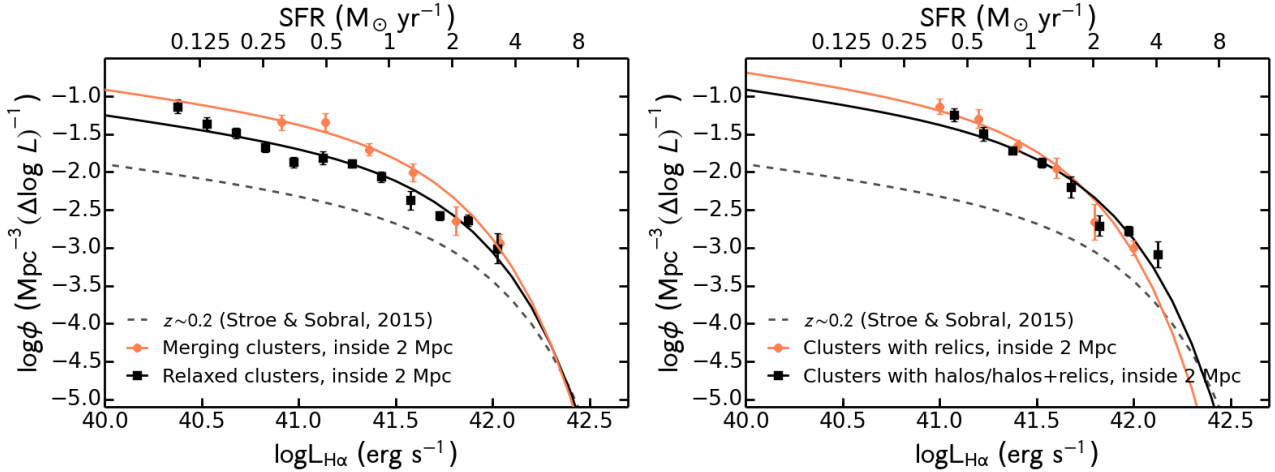 SFR (M⊙ yr⁻¹)
0.125 0.25 0.5 1 2 4 8
logϕ (Mpc⁻³(Δlog L)⁻¹)
−1.0
−1.5
−2.0
−2.5
−3.0
−3.5
−4.0
−4.5
−5.0
z~0.2 (Stroe & Sobral, 2015)
Merging clusters, inside 2 Mpc
Relaxed clusters, inside 2 Mpc
40.0 40.5 41.0 41.5 42.0 42.5
logL_Hα (erg s⁻¹)
SFR (M⊙ yr⁻¹)
0.125 0.25 0.5 1 2 4 8
logϕ (Mpc⁻³(Δlog L)⁻¹)
−1.0
−1.5
−2.0
−2.5
−3.0
−3.5
−4.0
−4.5
−5.0
z~0.2 (Stroe & Sobral, 2015)
Clusters with relics, inside 2 Mpc
Clusters with halos/halos+relics, inside 2 Mpc
40.0 40.5 41.0 41.5 42.0 42.5
logL_Hα (erg s⁻¹)